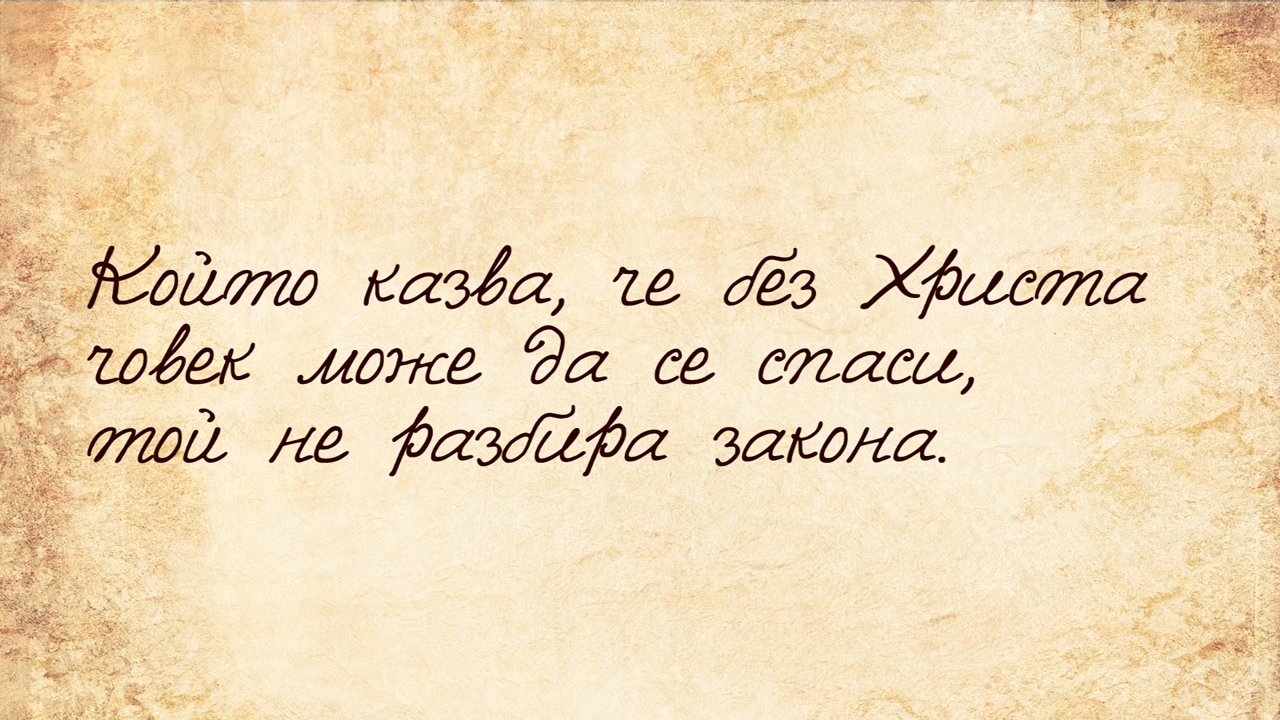 Който казва, че без Христа
човек може да се спаси,
той не разбира закона.